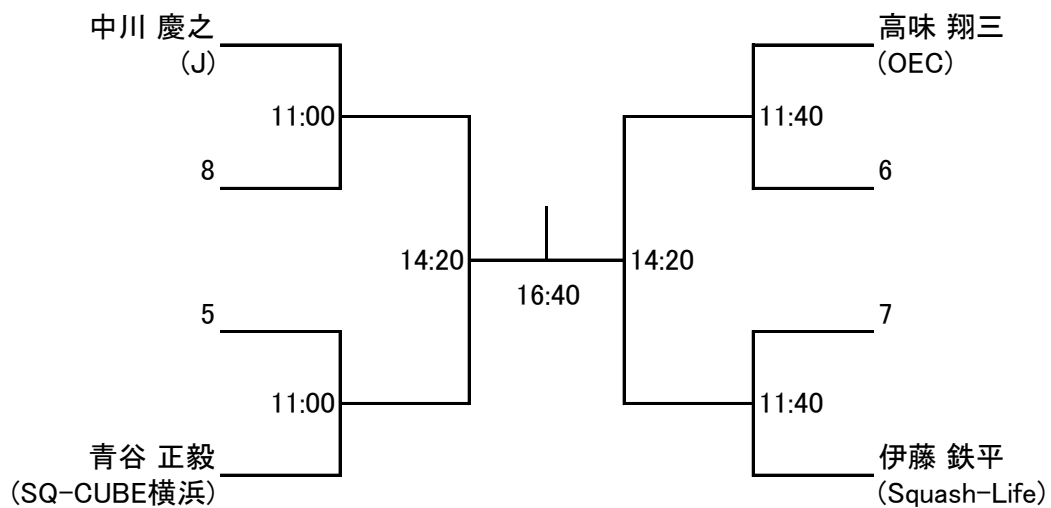 中川 慶之
(J)
11:00
8
14:20
5
11:00
青谷 正毅
(SQ-CUBE横浜)
16:40
高味 翔三
(OEC)
11:40
6
14:20
7
11:40
伊藤 鉄平
(Squash-Life)